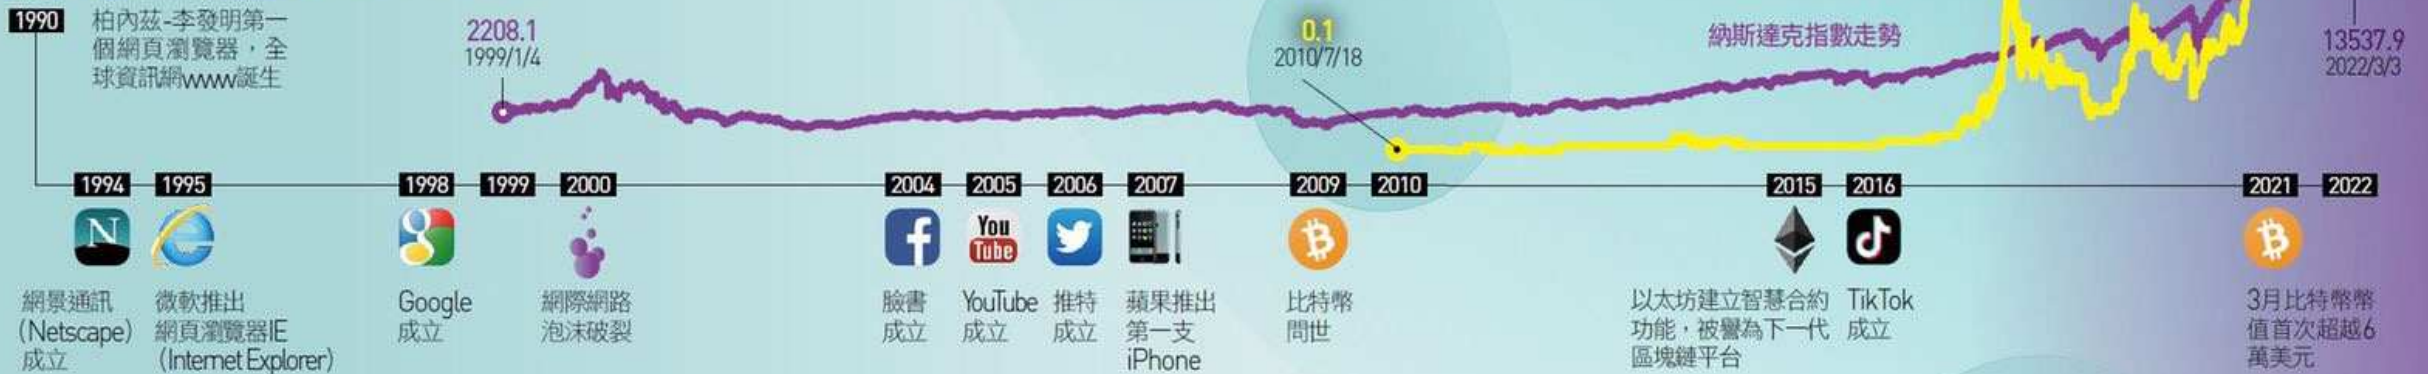 1990
柏內茲-李發明第一
個網頁瀏覽器，全
球資訊網www誕生
2208.1
1999/1/4
0.1
2010/7/18
納斯達克指數走勢
13537.9
2022/3/3
1994
1995
1998
1999
2000
2004
2005
2006
2007
2009
2010
2015
2016
2021
2022
N
You
Tube
網景通訊
(Netscape)
成立
微軟推出
網頁瀏覽器IE
(Internet Explorer)
Google
成立
網際網路
泡沫破裂
臉書
成立
YouTube
成立
推特
成立
蘋果推出
第一支
iPhone
比特幣
問世
以太坊建立智慧合約
功能，被譽為下一代
區塊鏈平台
TikTok
成立
3月比特幣幣
值首次超越6
萬美元